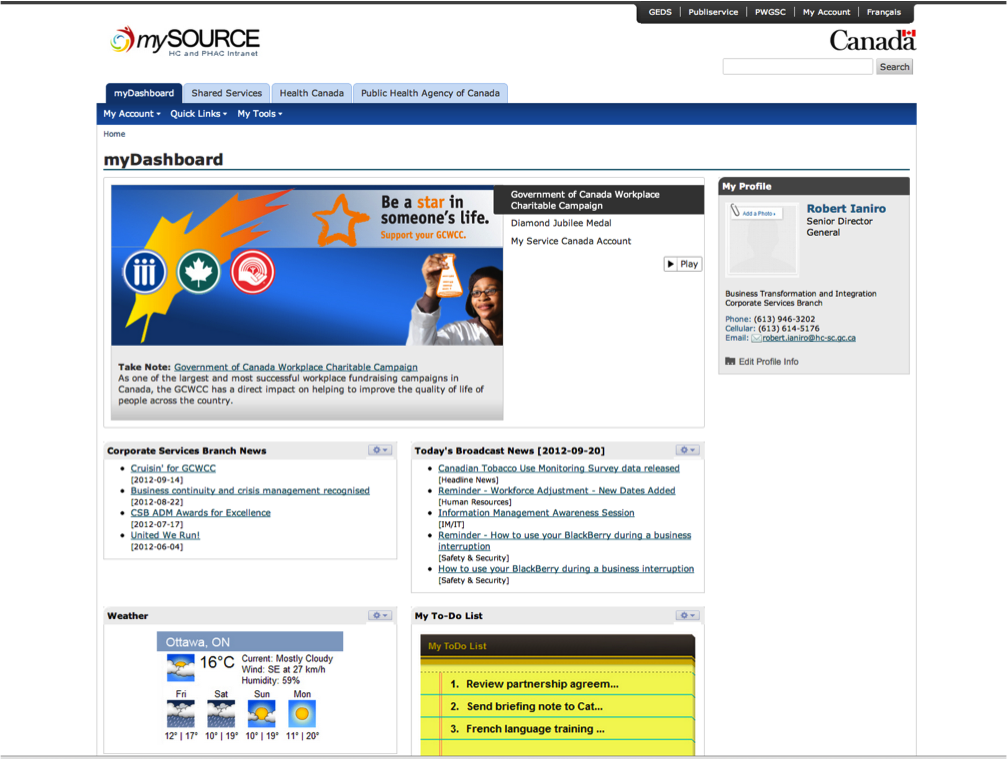 GEDS | Publiservice | PWGSC | My Account | Français
mySOURCE
HC and PHAC Intranet
Canada
Search
myDashboard
Shared Services
Health Canada
Public Health Agency of Canada
My Account
Quick Links
My Tools
Home
myDashboard
Be a star in
someone's life.
Support your GCWCC.
Government of Canada Workplace
Charitable Campaign
Diamond Jubilee Medal
My Service Canada Account
Play
Take Note: Government of Canada Workplace Charitable Campaign
As one of the largest and most successful workplace fundraising campaigns in
Canada, the GCWCC has a direct impact on helping to improve the quality of life of
people across the country.
My Profile
Add a Photo
Robert Ianiro
Senior Director
General
Business Transformation and Integration
Corporate Services Branch
Phone: (613) 946-3202
Cellular: (613) 614-5176
Email: robert.ianiro@hc-sc.gc.ca
Edit Profile Info
Corporate Services Branch News
Cruisin' for GCWCC
[2012-09-14]
Business continuity and crisis management recognised
[2012-08-22]
CSB ADM Awards for Excellence
[2012-07-17]
United We Run!
[2012-06-04]
Today's Broadcast News [2012-09-20]
Canadian Tobacco Use Monitoring Survey data released
[Headline News]
Reminder - Workforce Adjustment - New Dates Added
[Human Resources]
Information Management Awareness Session
[IM/IT]
Reminder - How to use your BlackBerry during a business
interruption
[Safety & Security]
How to use your BlackBerry during a business interruption
[Safety & Security]
Weather
Ottawa, ON
16°C
Current: Mostly Cloudy
Wind: SE at 27 km/h
Humidity: 59%
Fri Sat Sun Mon
12° | 17° 10° | 19° 10° | 19° 11° | 20°
My To-Do List
My ToDo List
1. Review partnership agreem...
2. Send briefing note to Cat...
3. French language training ...